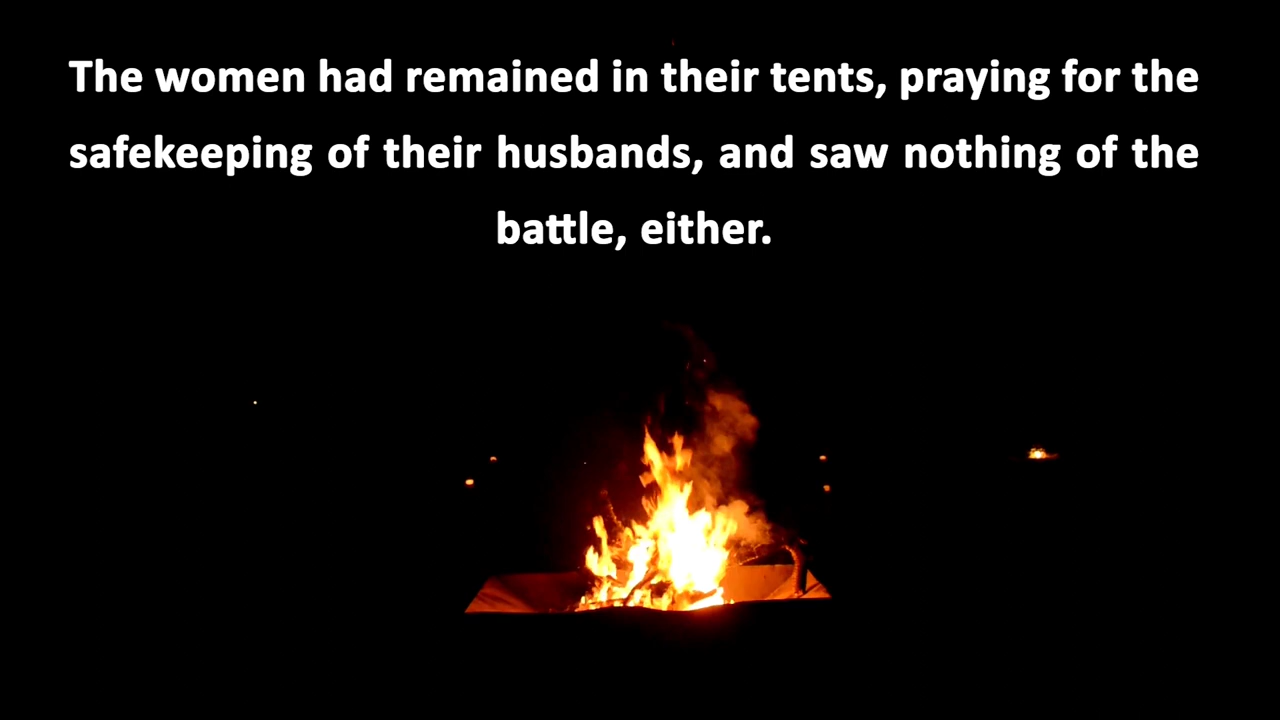 The women had remained in their tents, praying for the
safekeeping of their husbands, and saw nothing of the
battle, either.